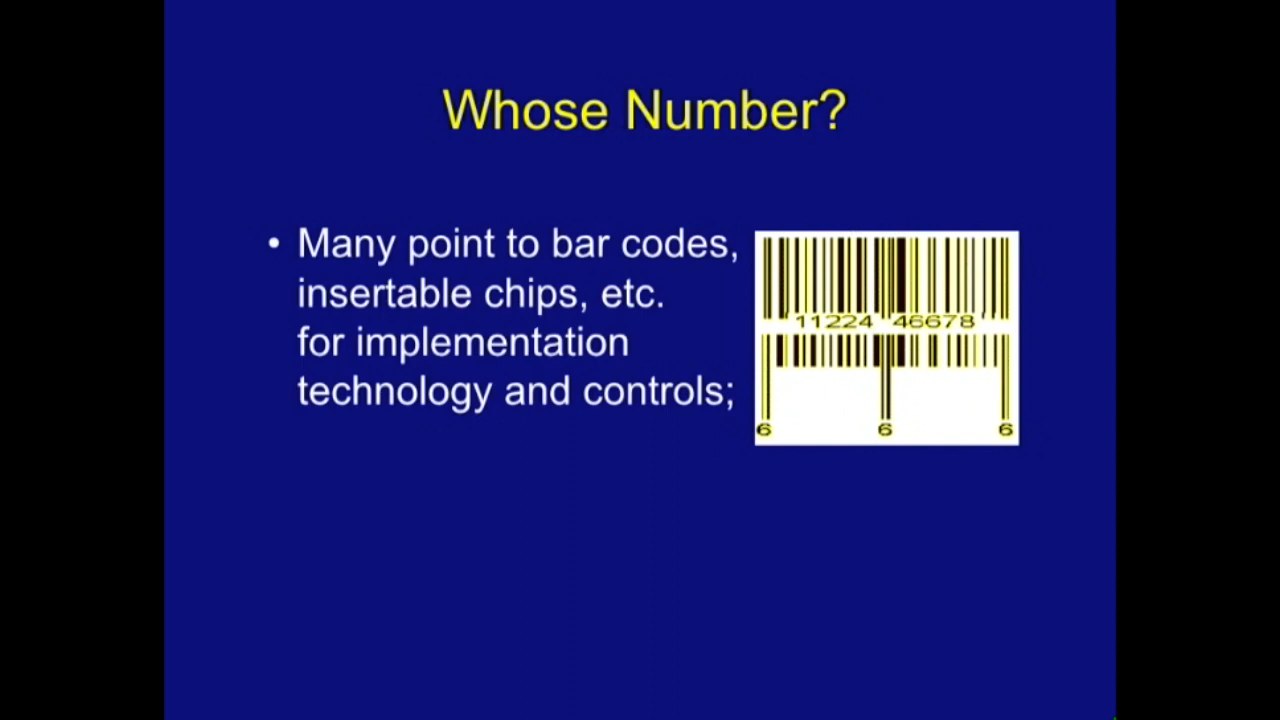 Whose Number?
• Many point to bar codes,
insertable chips, etc.
for implementation
technology and controls;
11224 46678
6 6 6